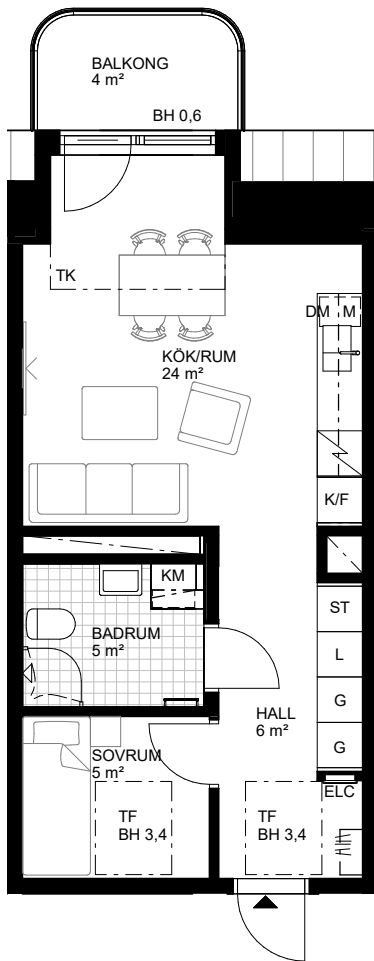 BALKONG
4 m²
BH 0,6
TK
DM M
KÖK/RUM
24 m²
K/F
KM
ST
BADRUM
5 m²
L
G
HALL
6 m²
G
SOVRUM
5 m²
ELC
TF
BH 3,4
TF
BH 3,4